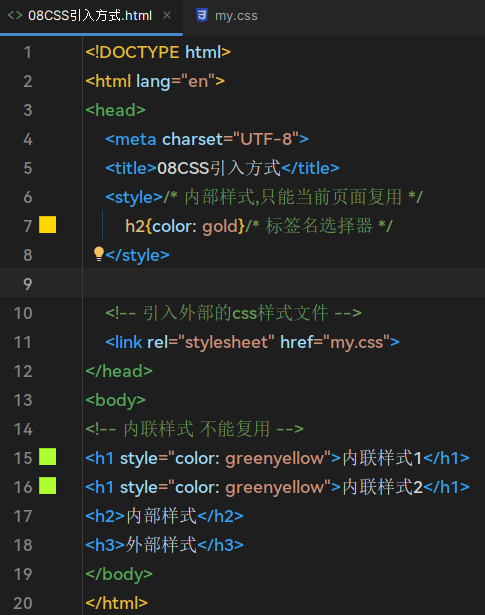 <> 08CSS引入方式.html × my.css
1 <!DOCTYPE html>
2 <html lang="en">
3 <head>
4 <meta charset="UTF-8">
5 <title>08CSS引入方式</title>
6 <style>/* 内部样式,只能当前页面复用 */
7 h2{color: gold}/* 标签名选择器 */
8 </style>
9
10 <!-- 引入外部的css样式文件 -->
11 <link rel="stylesheet" href="my.css">
12 </head>
13 <body>
14 <!-- 内联样式 不能复用 -->
15 <h1 style="color: greenyellow">内联样式1</h1>
16 <h1 style="color: greenyellow">内联样式2</h1>
17 <h2>内部样式</h2>
18 <h3>外部样式</h3>
19 </body>
20 </html>